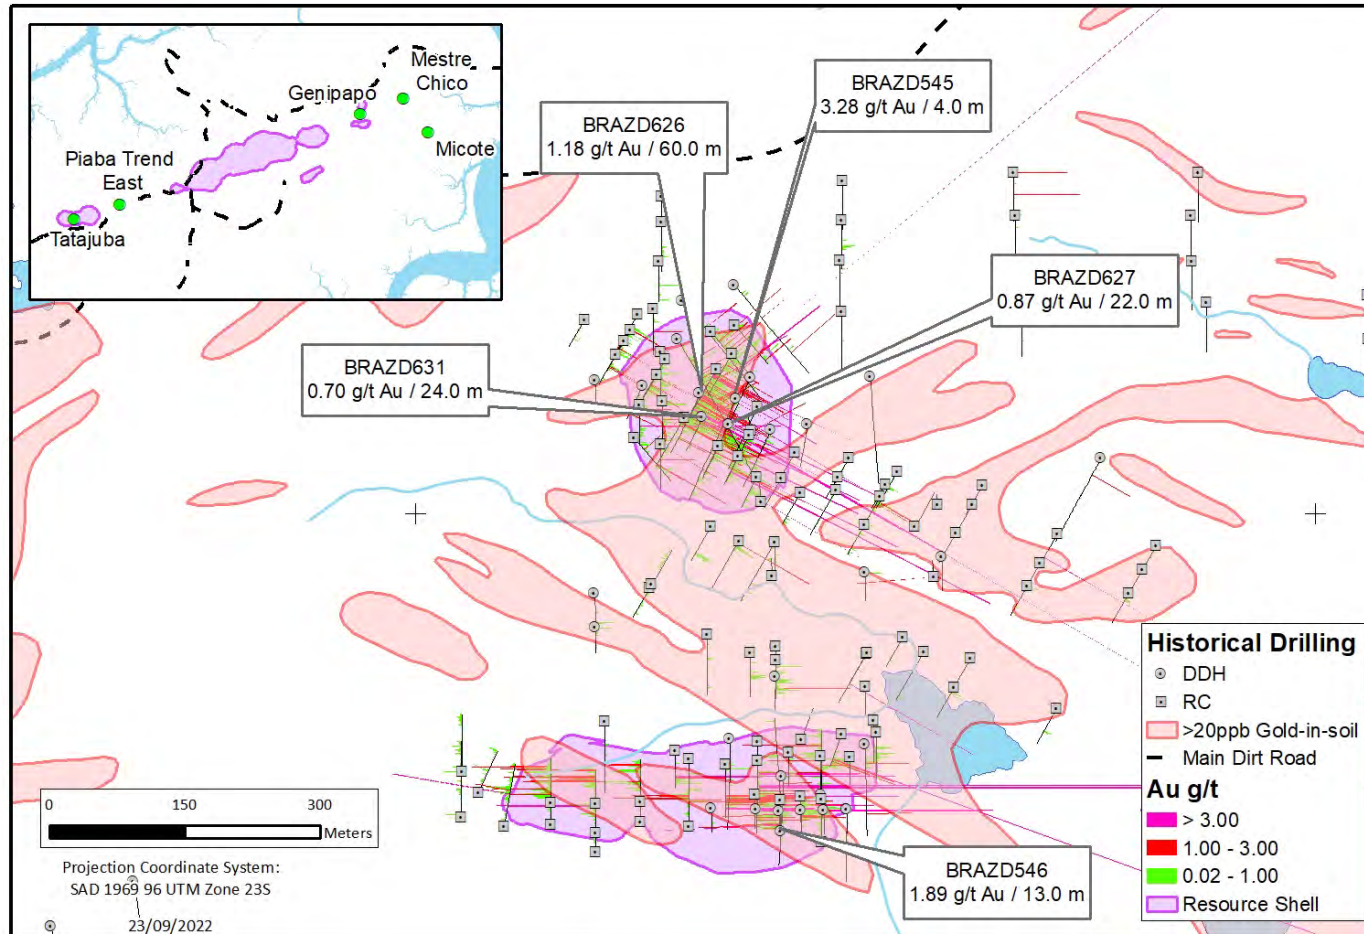 Mestre
Chico
Genipapo
Micote
Piaba Trend
East
Tatajuba
BRAZD545
3.28 g/t Au / 4.0 m
BRAZD626
1.18 g/t Au / 60.0 m
BRAZD627
0.87 g/t Au / 22.0 m
BRAZD631
0.70 g/t Au / 24.0 m
BRAZD546
1.89 g/t Au / 13.0 m
0 150 300
Meters
Projection Coordinate System:
SAD 1969 96 UTM Zone 23S
23/09/2022
Historical Drilling
DDH
RC
>20ppb Gold-in-soil
Main Dirt Road
Au g/t
> 3.00
1.00 - 3.00
0.02 - 1.00
Resource Shell